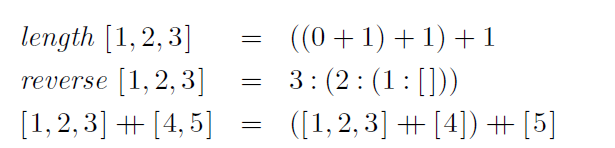 length [1, 2, 3] = ((0 + 1) + 1) + 1
reverse [1, 2, 3] = 3 : (2 : (1 : [ ]))
[1, 2, 3] ++ [4, 5] = ([1, 2, 3] ++ [4]) ++ [5]